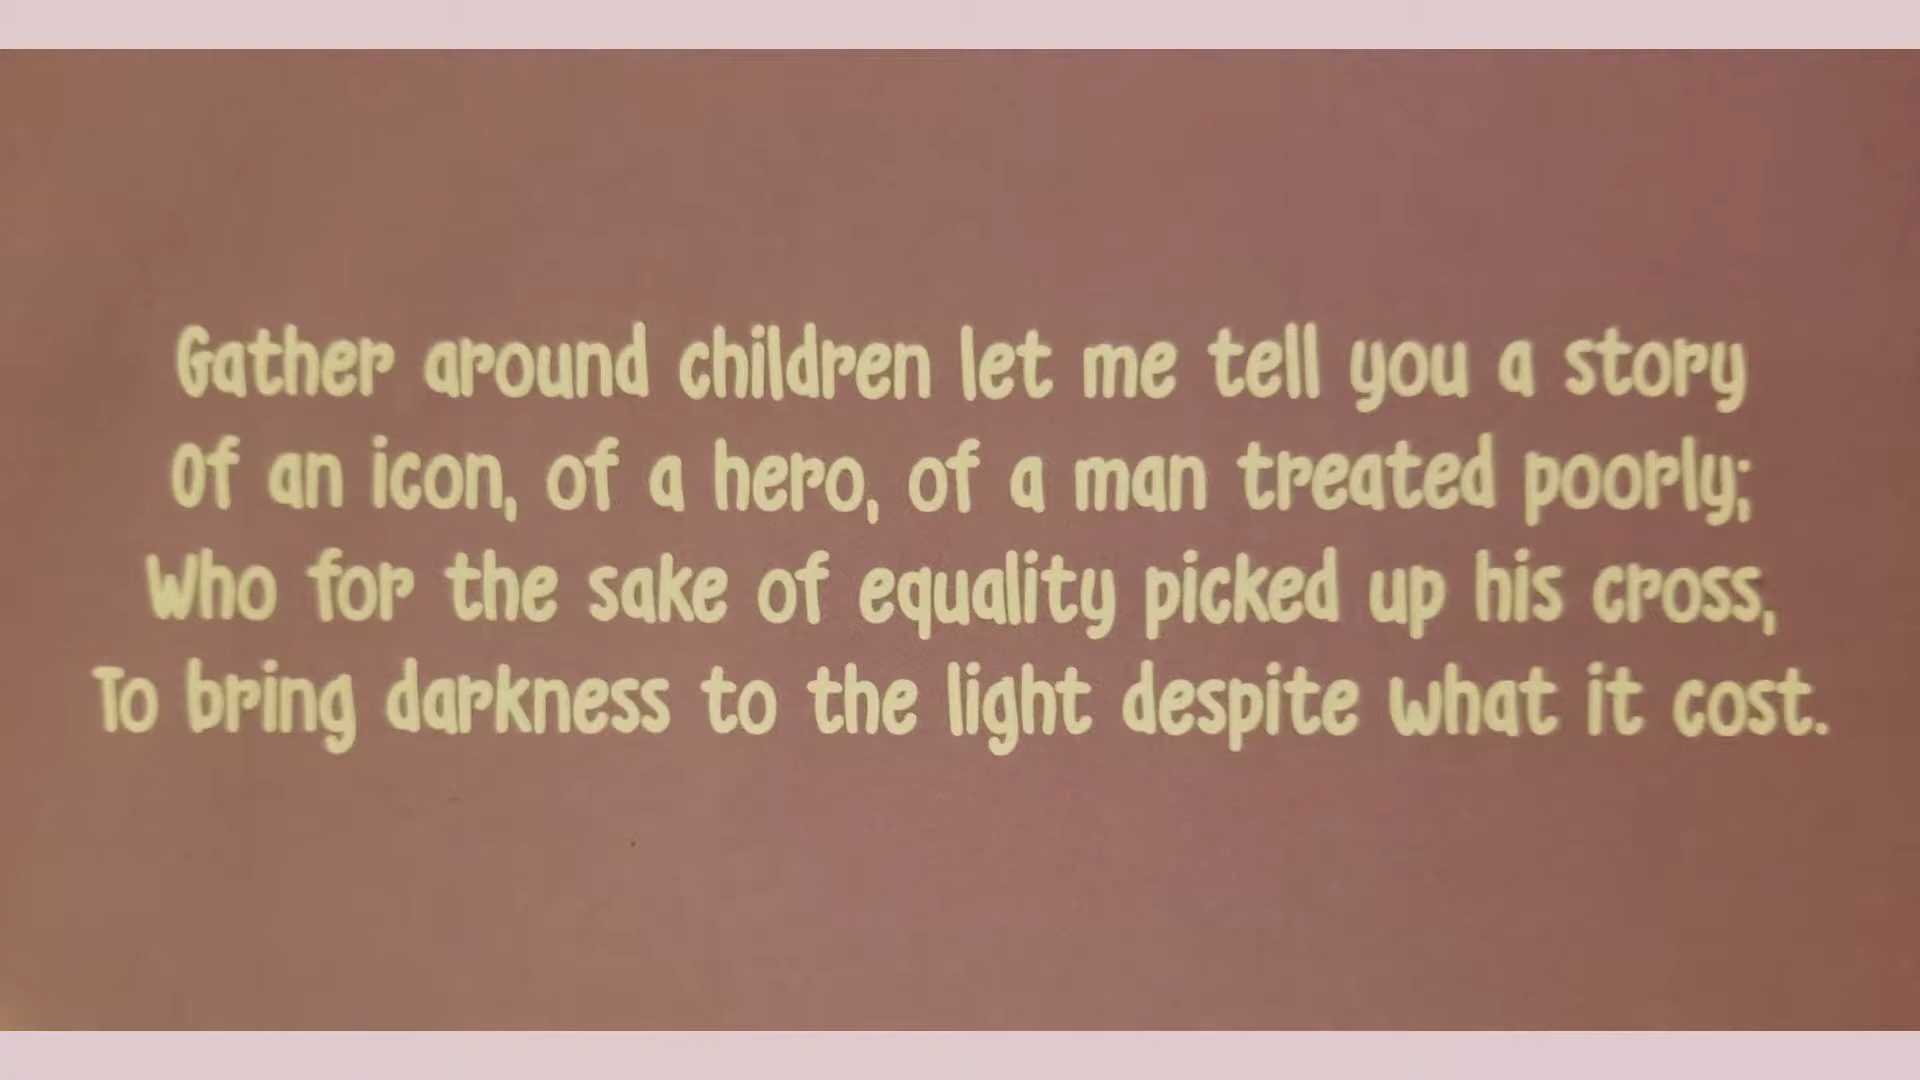 Gather around children let me tell you a story
Of an icon, of a hero, of a man treated poorly;
Who for the sake of equality picked up his cross,
To bring darkness to the light despite what it cost.